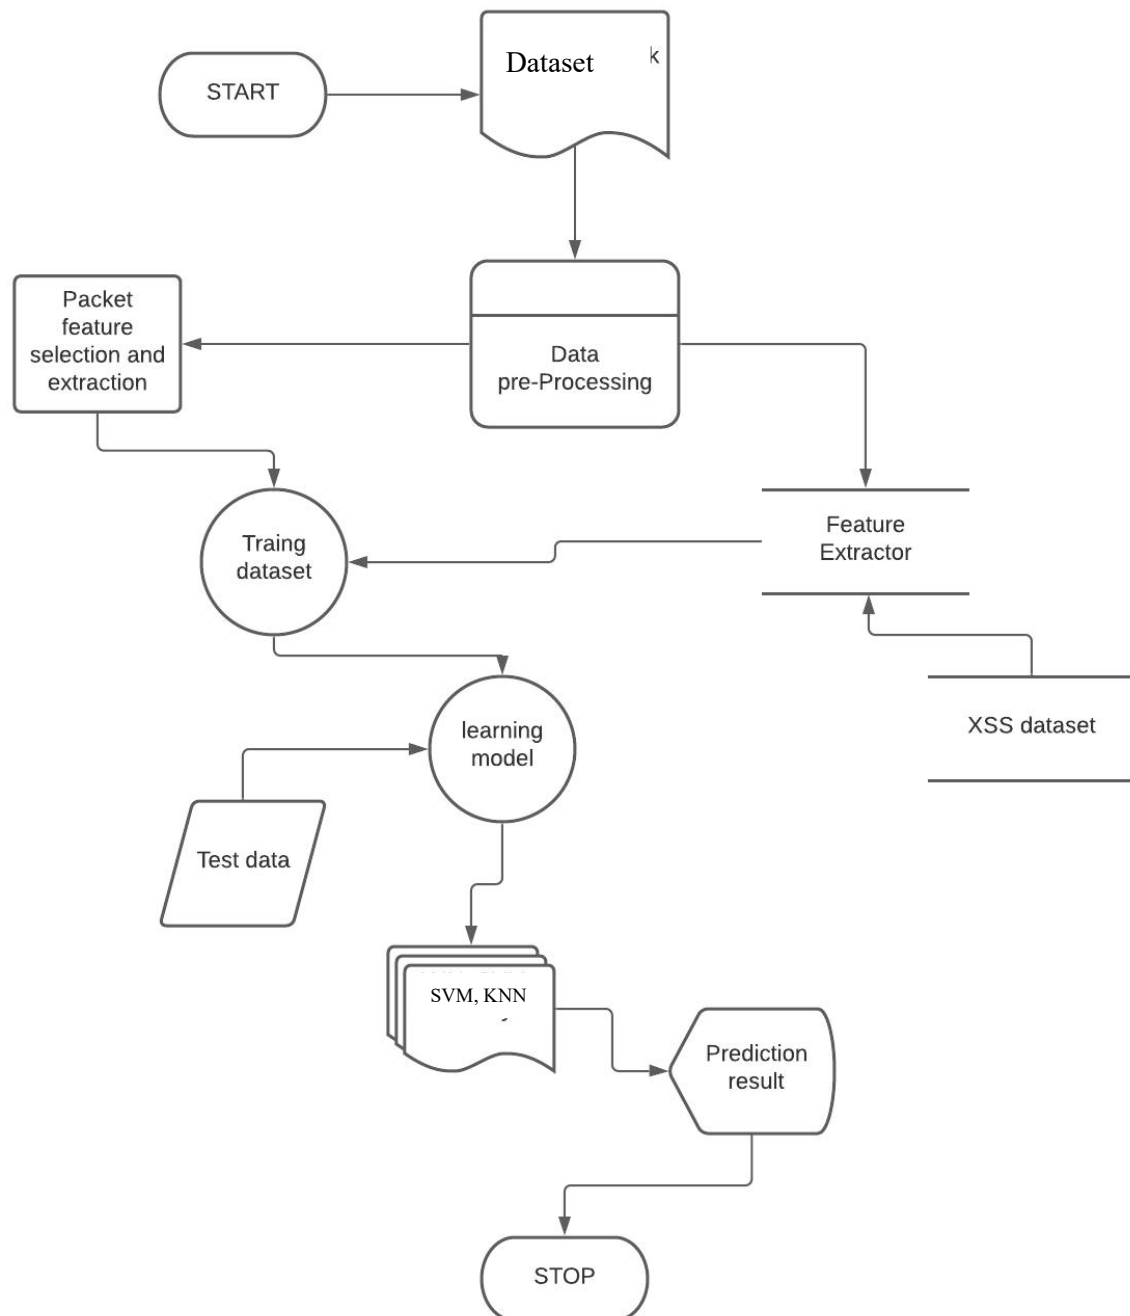 START
Dataset
k
Packet
feature
selection and
extraction
Data
pre-Processing
Feature
Extractor
Traing
dataset
XSS dataset
learning
model
Test data
SVM, KNN
Prediction
result
STOP